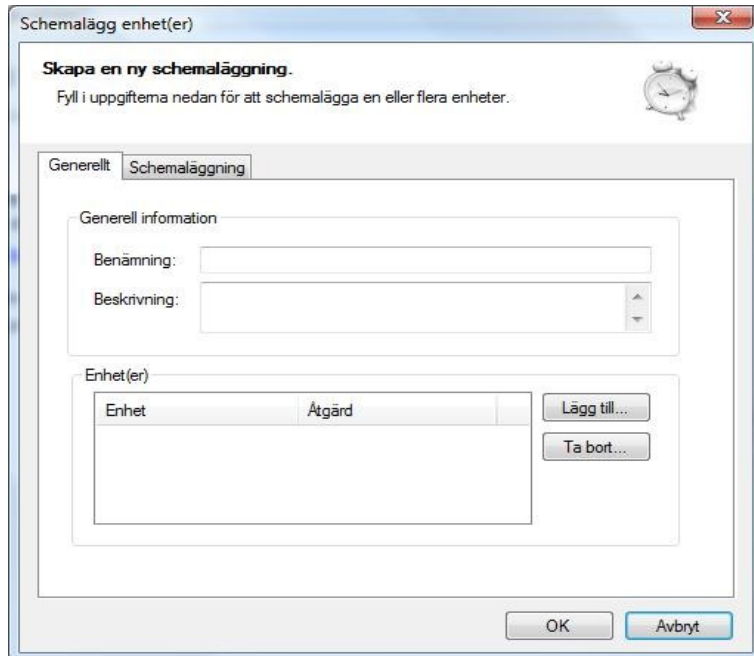 Schemalägg enhet(er)
Skapa en ny schemaläggning.
Fyll i uppgifterna nedan för att schemalägga en eller flera enheter.
Generellt Schemaläggning
Generell information
Benämning:
Beskrivning:
Enhet(er)
Enhet Åtgärd
Lägg till...
Ta bort...
OK Avbryt